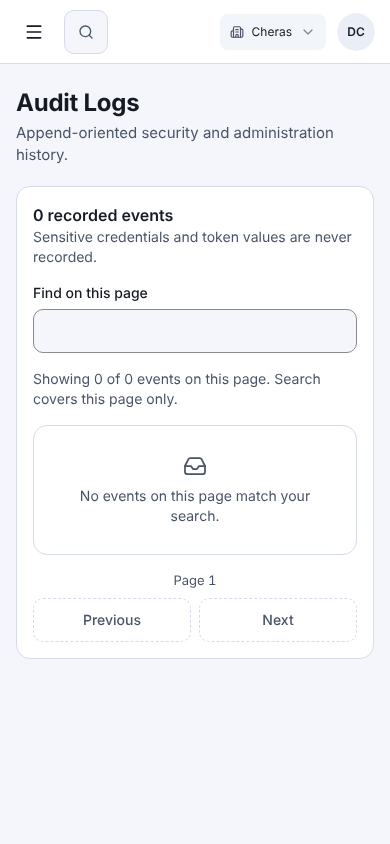 Cheras
DC
Audit Logs
Append-oriented security and administration
history.
0 recorded events
Sensitive credentials and token values are never
recorded.
Find on this page
Showing 0 of 0 events on this page. Search
covers this page only.
No events on this page match your
search.
Page 1
Previous
Next